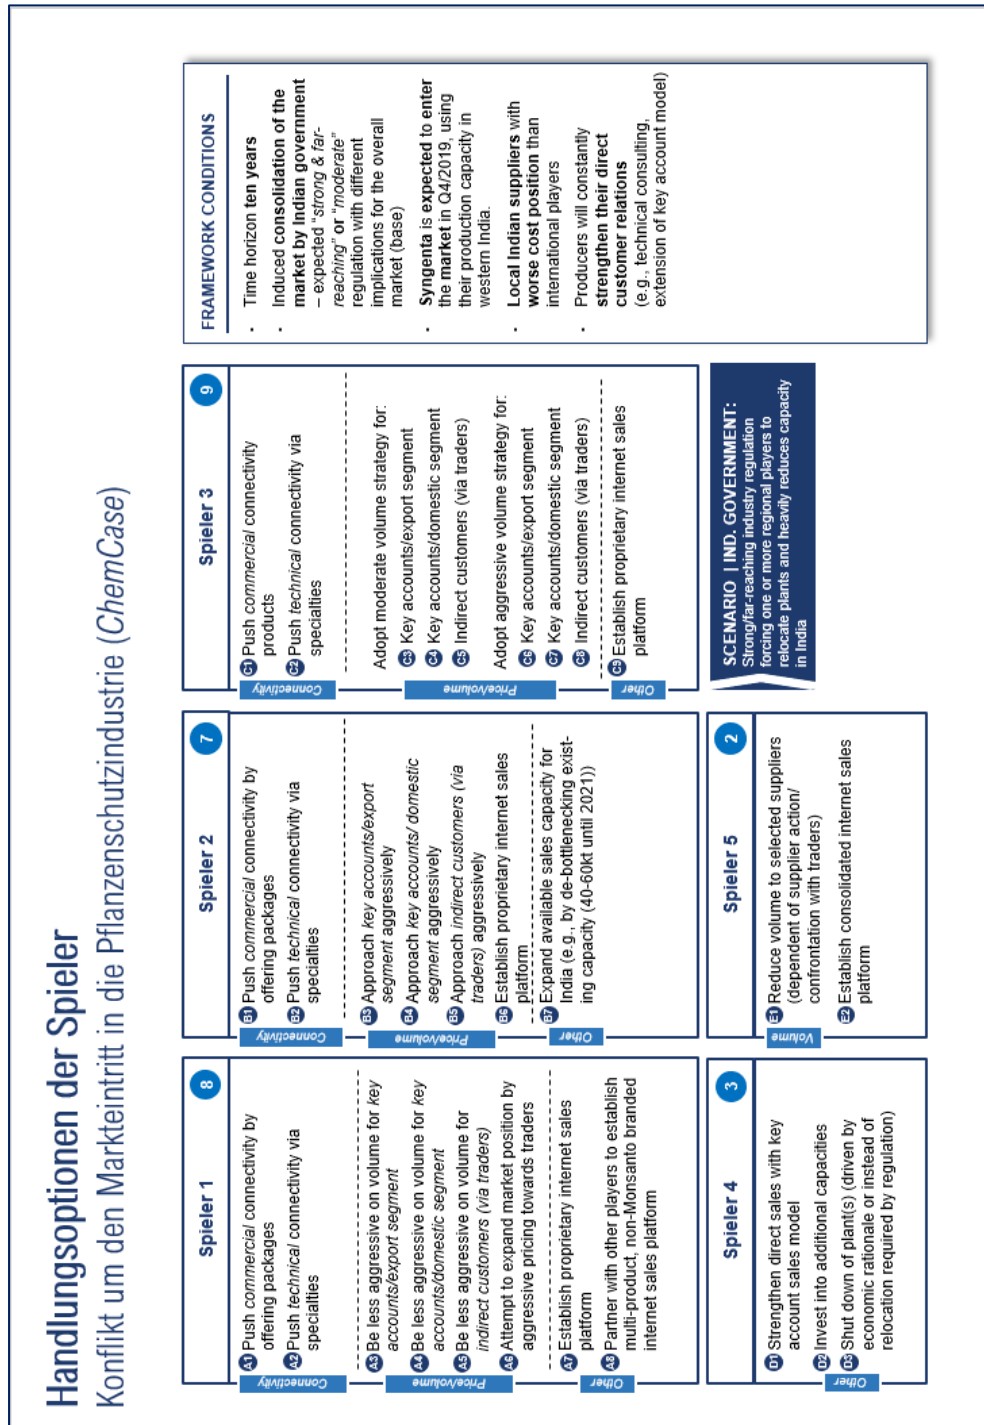 Handlungsoptionen der Spieler
Konflikt um den Markteintritt in die Pflanzenschutzindustrie (ChemCase)
Spieler 1
8
Connectivity
A1 Push commercial connectivity by
offering packages
A2 Push technical connectivity via
specialties
Price/volume
A3 Be less aggressive on volume for key
accounts/export segment
A4 Be less aggressive on volume for key
accounts/domestic segment
A5 Be less aggressive on volume for
indirect customers (via traders)
A6 Attempt to expand market position by
aggressive pricing towards traders
Other
A7 Establish proprietary internet sales
platform
A8 Partner with other players to establish
multi-product, non-Monsanto branded
internet sales platform
Spieler 2
7
Connectivity
B1 Push commercial connectivity by
offering packages
B2 Push technical connectivity via
specialties
Price/volume
B3 Approach key accounts/export
segment aggressively
B4 Approach key accounts/ domestic
segment aggressively
B5 Approach indirect customers (via
traders) aggressively
B6 Establish proprietary internet sales
platform
Other
B7 Expand available sales capacity for
India (e.g., by de-bottlenecking exist-
ing capacity (40-60kt until 2021))
Spieler 3
9
Connectivity
C1 Push commercial connectivity
products
C2 Push technical connectivity via
specialties
Price/volume
Adopt moderate volume strategy for:
C3 Key accounts/export segment
C4 Key accounts/domestic segment
C5 Indirect customers (via traders)
Adopt aggressive volume strategy for:
C6 Key accounts/export segment
C7 Key accounts/domestic segment
C8 Indirect customers (via traders)
Other
C9 Establish proprietary internet sales
platform
FRAMEWORK CONDITIONS
· Time horizon ten years
· Induced consolidation of the
market by Indian government
– expected "strong & far-
reaching" or "moderate"
regulation with different
implications for the overall
market (base)
· Syngenta is expected to enter
the market in Q4/2019, using
their production capacity in
western India.
· Local Indian suppliers with
worse cost position than
international players
· Producers will constantly
strengthen their direct
customer relations
(e.g., technical consulting,
extension of key account model)
Spieler 4
3
Other
D1 Strengthen direct sales with key
account sales model
D2 Invest into additional capacities
D3 Shut down of plant(s) (driven by
economic rationale or instead of
relocation required by regulation)
Spieler 5
2
Volume
E1 Reduce volume to selected suppliers
(dependent of supplier action/
confrontation with traders)
E2 Establish consolidated internet sales
platform
SCENARIO | IND. GOVERNMENT:
Strong/far-reaching industry regulation
forcing one or more regional players to
relocate plants and heavily reduces capacity
in India